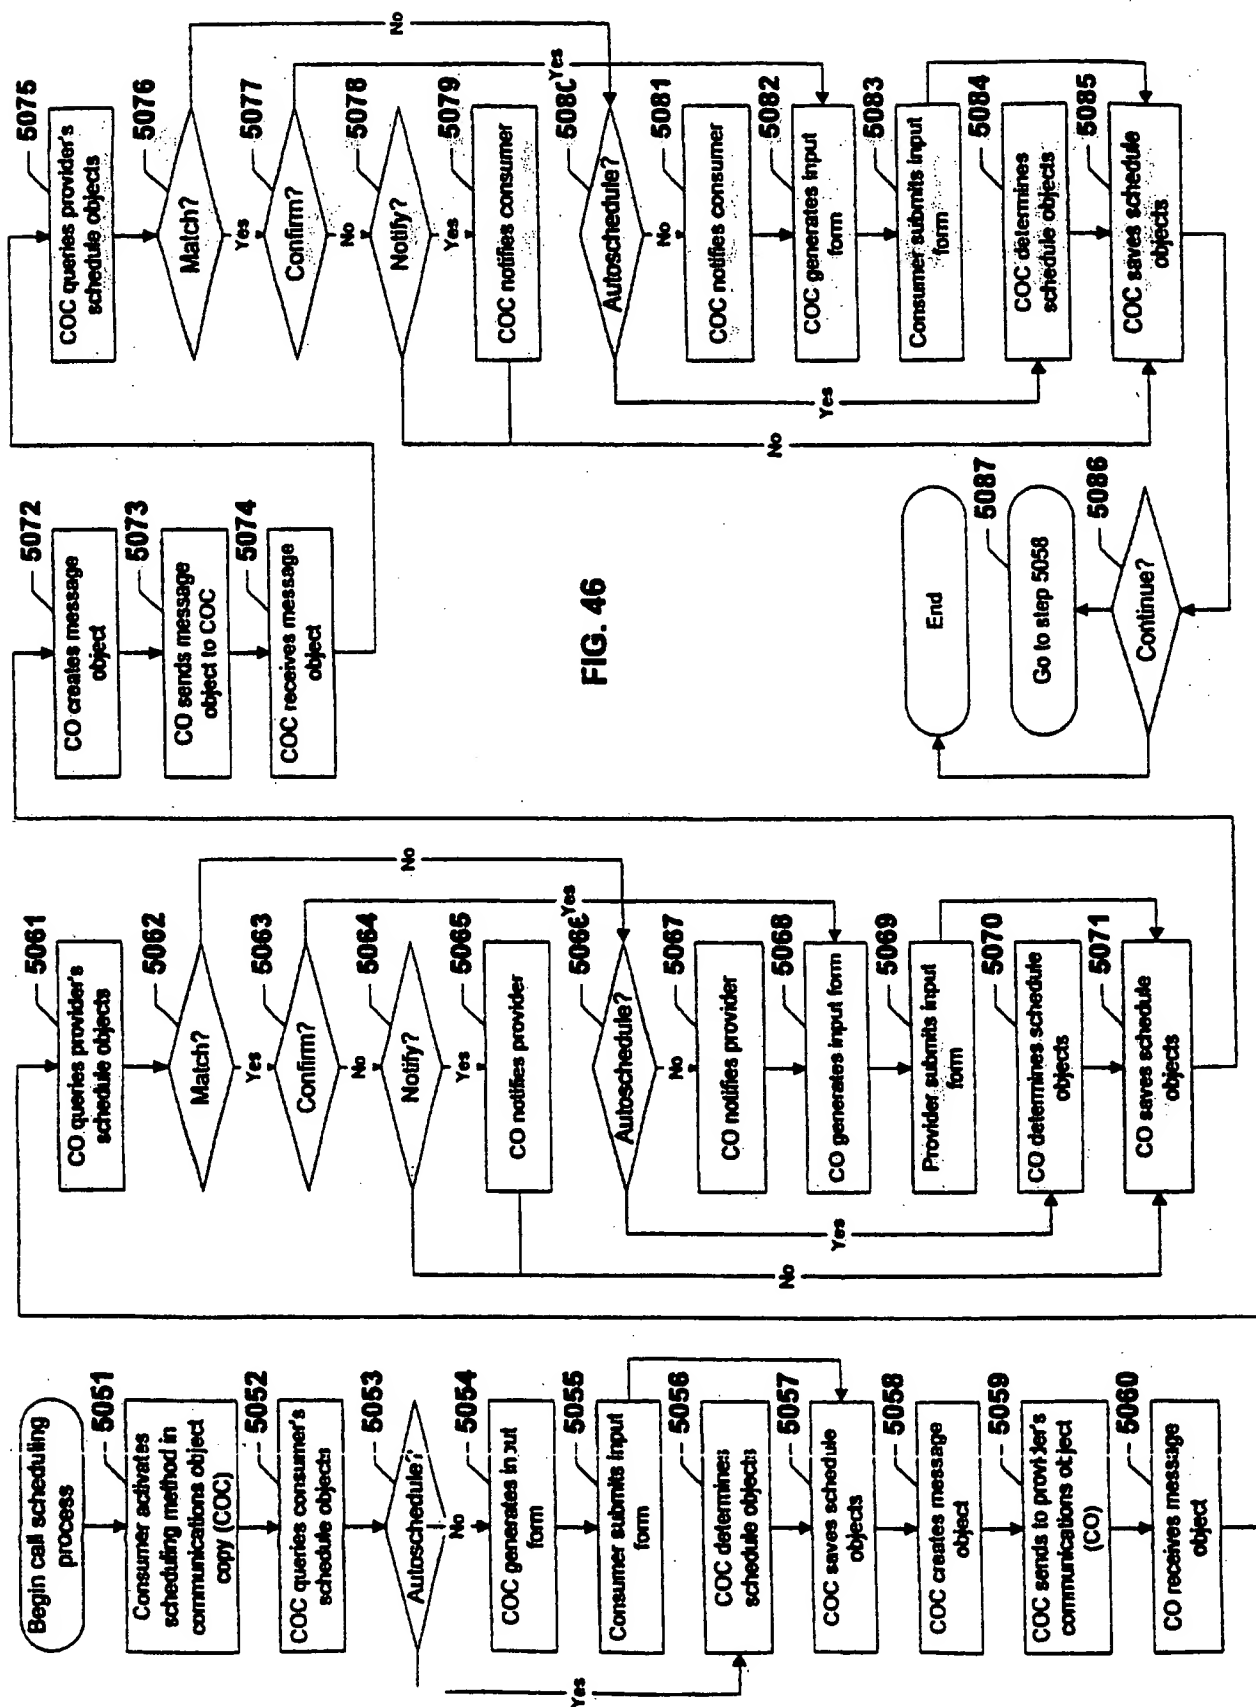 Begin call scheduling
process
5051
Consumer activates
scheduling method in
communications object
copy (COC)
5052
COC queries consumer's
schedule objects
5053
Autoschedule?
No
Yes
5054
COC generates input
form
5055
Consumer submits input
form
5056
COC determines
schedule objects
5057
COC saves schedule
objects
5058
COC creates message
object
5059
COC sends to provider's
communications object
(CO)
5060
CO receives message
object
5061
CO queries provider's
schedule objects
5062
Match?
No
Yes
5063
Confirm?
Yes
No
5064
Notify?
Yes
No
5065
CO notifies provider
5066
Autoschedule?
No
Yes
5067
CO notifies provider
5068
CO generates input form
5069
Provider submits input
form
5070
CO determines schedule
objects
5071
CO saves schedule
objects
5072
CO creates message
object
5073
CO sends message
object to COC
5074
COC receives message
object
FIG. 46
5075
COC queries provider's
schedule objects
5076
Match?
No
Yes
5077
Confirm?
Yes
No
5078
Notify?
Yes
No
5079
COC notifies consumer
5080
Autoschedule?
No
Yes
5081
COC notifies consumer
5082
COC generates input
form
5083
Consumer submits input
form
5084
COC determines
schedule objects
5085
COC saves schedule
objects
5086
Continue?
5087
Go to step 5058
End